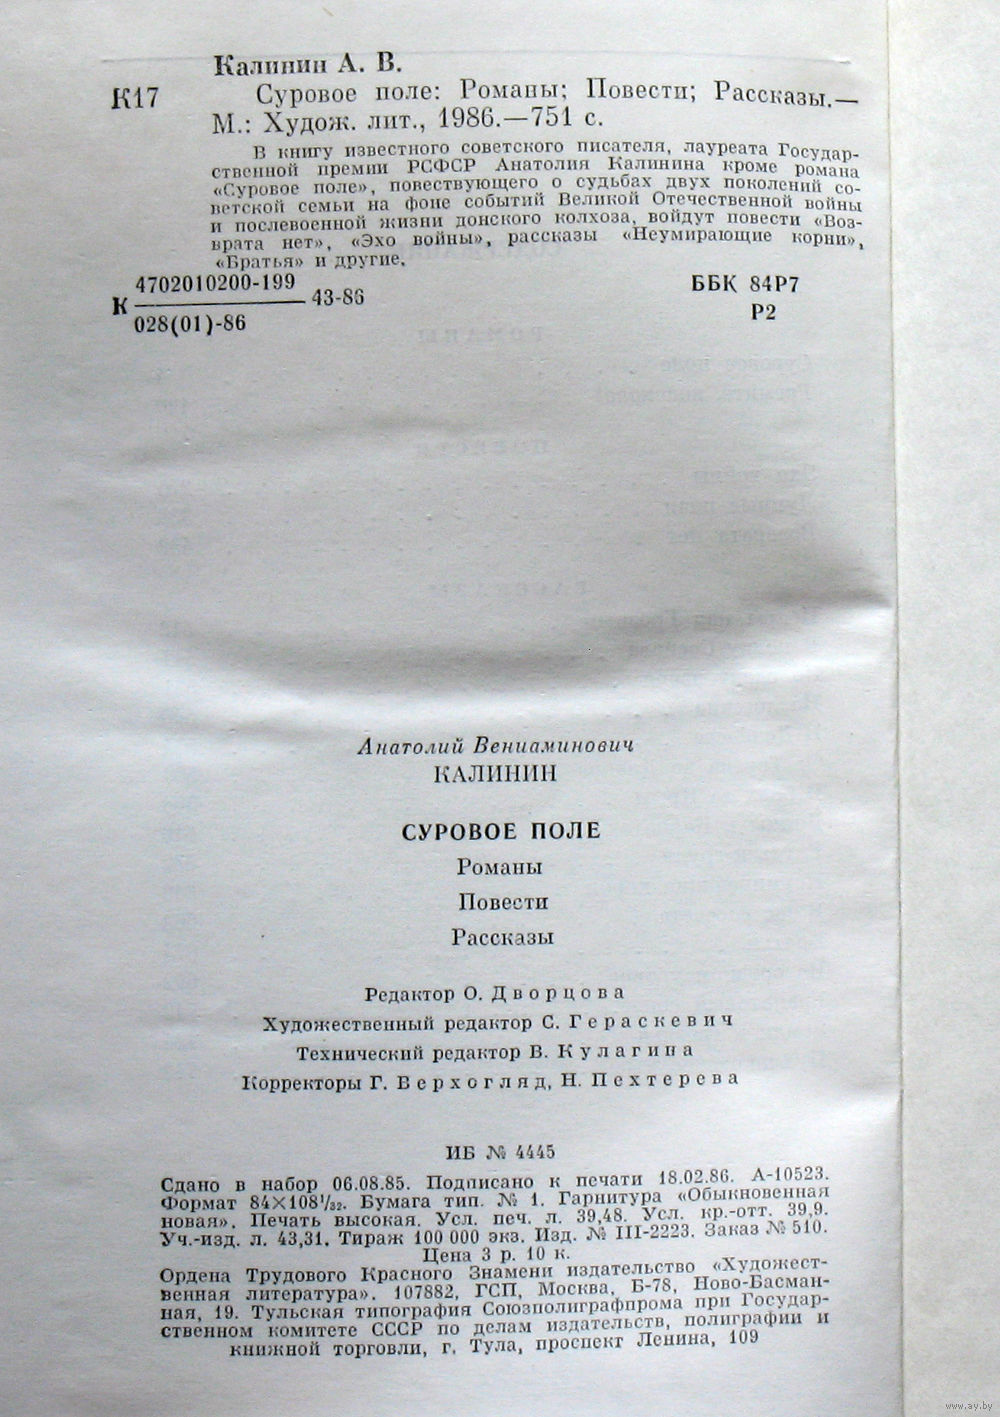 Калинин А. В.
К17
Суровое поле: Романы; Повести; Рассказы.—
М.: Худож. лит., 1986.—751 с.
В книгу известного советского писателя, лауреата Государ-
ственной премии РСФСР Анатолия Калинина кроме романа
«Суровое поле», повествующего о судьбах двух поколений со-
ветской семьи на фоне событий Великой Отечественной войны
и послевоенной жизни донского колхоза, войдут повести «Воз-
врата нет», «Эхо войны», рассказы «Неумирающие корни»,
«Братья» и другие.
К 4702010200-199
028(01)-86 43-86
ББК 84Р7
Р2
Анатолий Вениаминович
КАЛИНИН
СУРОВОЕ ПОЛЕ
Романы
Повести
Рассказы
Редактор О. Дворцова
Художественный редактор С. Гераскевич
Технический редактор В. Кулагина
Корректоры Г. Верхогляд, Н. Пехтерева
ИБ № 4445
Сдано в набор 06.08.85. Подписано к печати 18.02.86. А-10523.
Формат 84×108¹/₃₂. Бумага тип. № 1. Гарнитура «Обыкновенная
новая». Печать высокая. Усл. печ. л. 39,48. Усл. кр.-отт. 39,9.
Уч.-изд. л. 43,31. Тираж 100 000 экз. Изд. № III-2223. Заказ № 510.
Цена 3 р. 10 к.
Ордена Трудового Красного Знамени издательство «Художест-
венная литература». 107882, ГСП, Москва, Б-78, Ново-Басман-
ная, 19. Тульская типография Союзполиграфпрома при Государ-
ственном комитете СССР по делам издательств, полиграфии и
книжной торговли, г. Тула, проспект Ленина, 109
www.ay.by